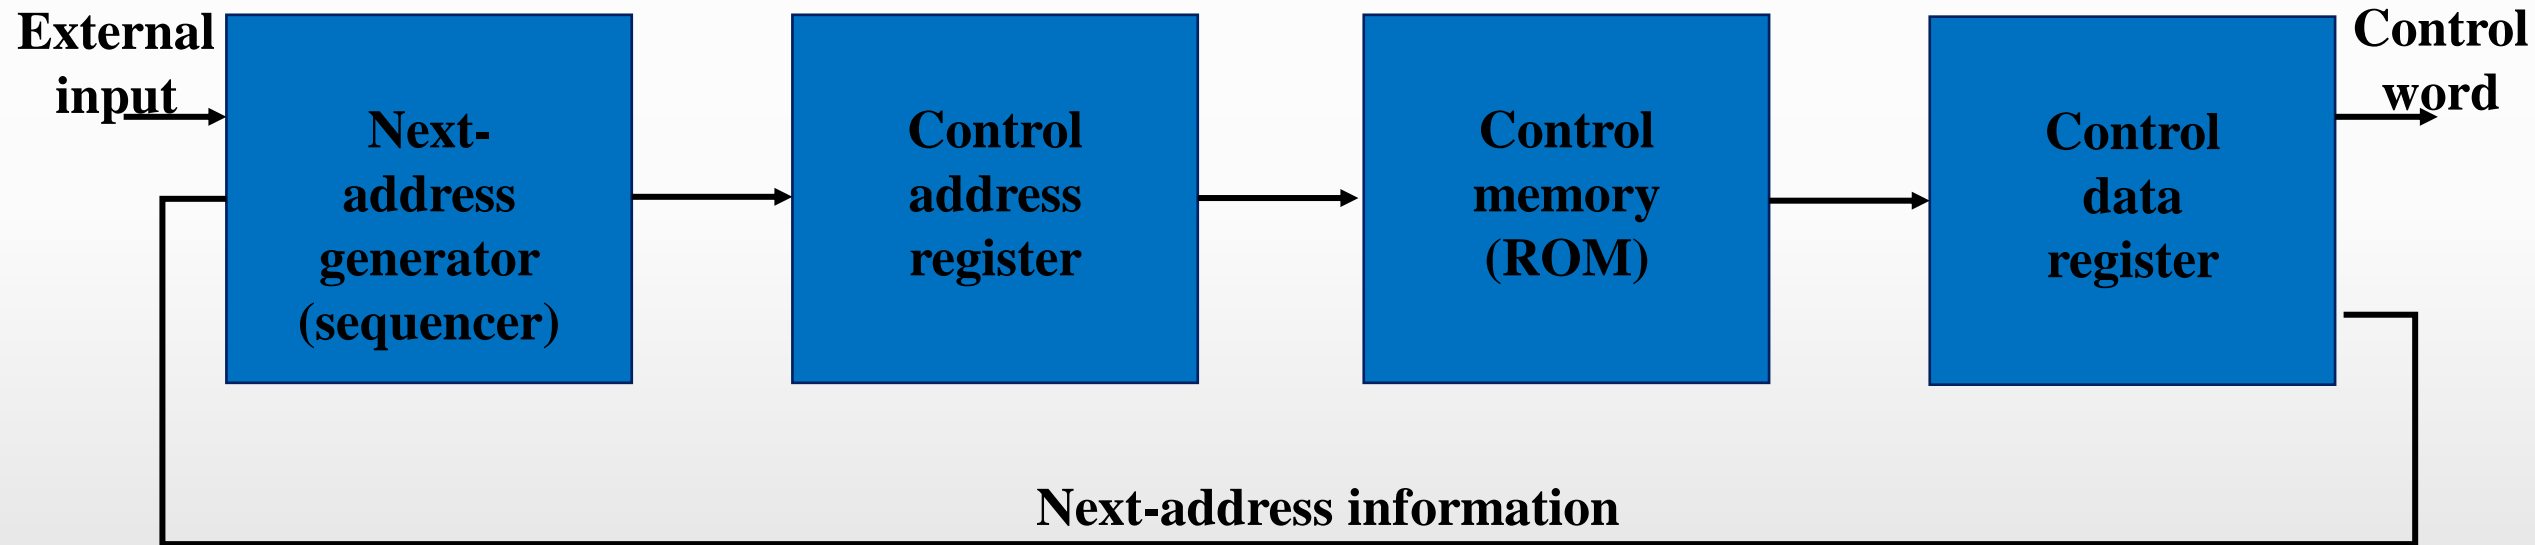 External
input
Next-
address
generator
(sequencer)
Control
address
register
Control
memory
(ROM)
Control
data
register
Control
word
Next-address information